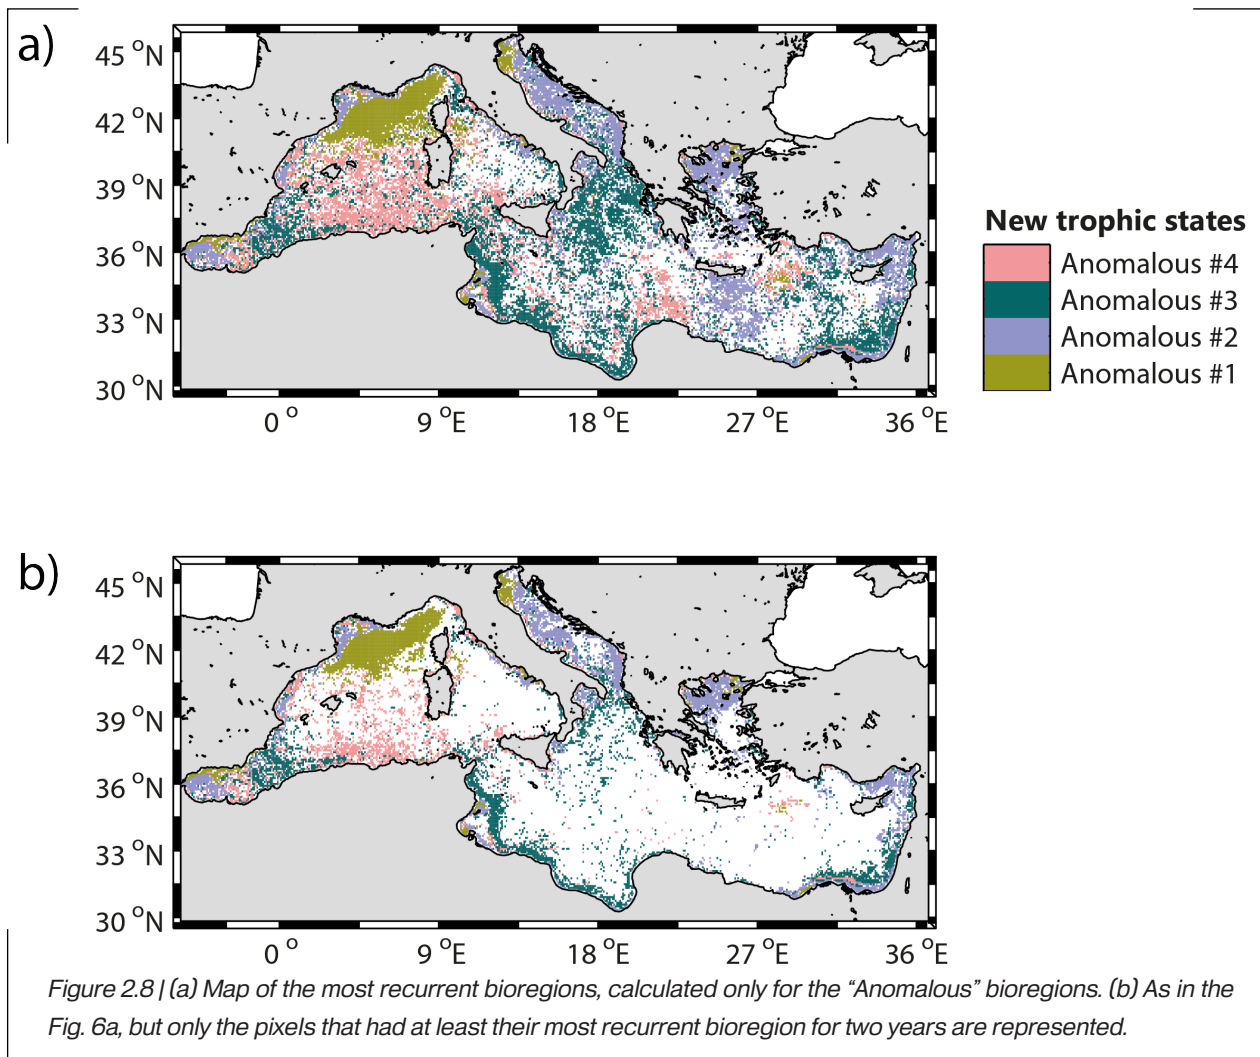 a)
45 °N
42 °N
39 °N
36 °N
33 °N
30 °N
0 °
9 °E
18 °E
27 °E
36 °E
New trophic states
Anomalous #4
Anomalous #3
Anomalous #2
Anomalous #1
b)
45 °N
42 °N
39 °N
36 °N
33 °N
30 °N
0 °
9 °E
18 °E
27 °E
36 °E
Figure 2.8 | (a) Map of the most recurrent bioregions, calculated only for the “Anomalous” bioregions. (b) As in the
Fig. 6a, but only the pixels that had at least their most recurrent bioregion for two years are represented.